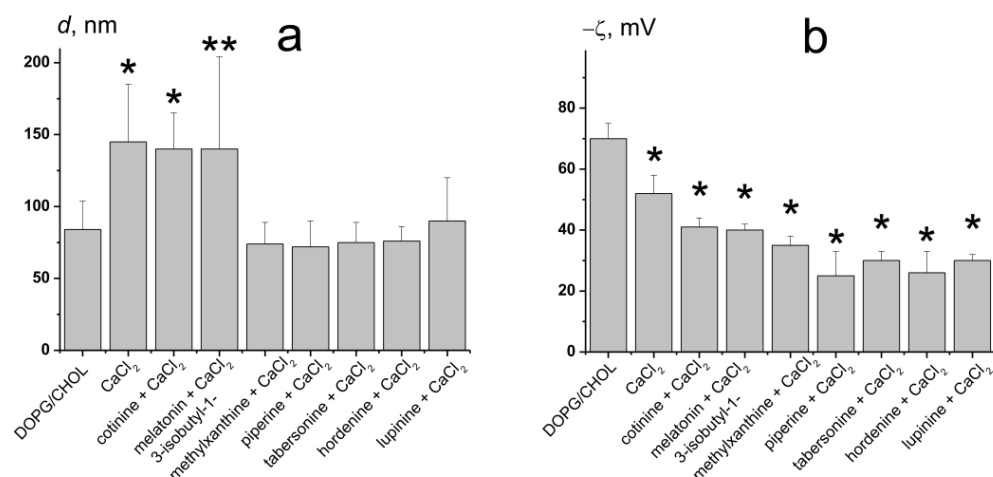 d, nm
a
200
150
100
50
0
* * **
DOPG/CHOL
CaCl₂
cotinine + CaCl₂
melatonin + CaCl₂
3-isobutyl-1-
methylxanthine + CaCl₂
piperine + CaCl₂
tabersonine + CaCl₂
hordenine + CaCl₂
lupinine + CaCl₂
−ζ, mV
b
80
60
40
20
0
* * * * * * * *
DOPG/CHOL
CaCl₂
cotinine + CaCl₂
melatonin + CaCl₂
3-isobutyl-1-
methylxanthine + CaCl₂
piperine + CaCl₂
tabersonine + CaCl₂
hordenine + CaCl₂
lupinine + CaCl₂